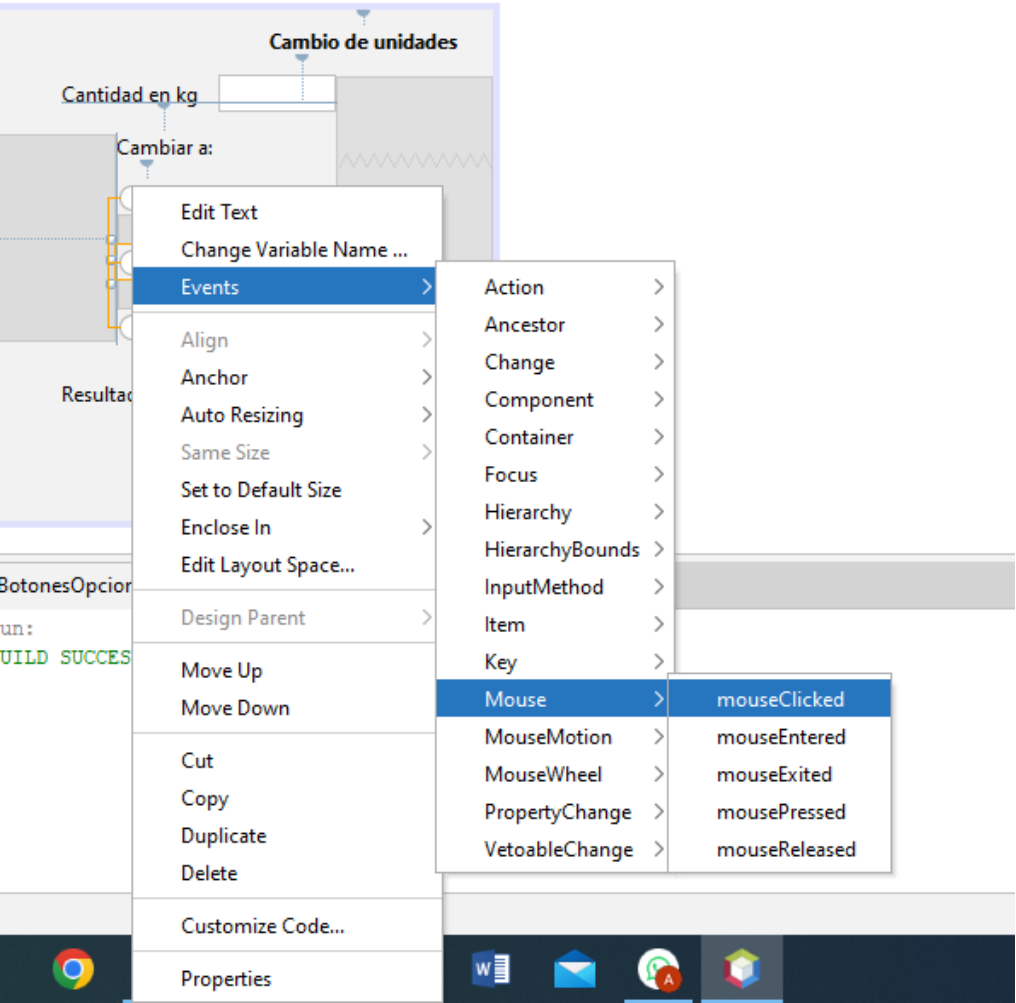 Cambio de unidades
Cantidad en kg
Cambiar a:
Edit Text
Change Variable Name ...
Events
Align
Anchor
Auto Resizing
Same Size
Set to Default Size
Enclose In
Edit Layout Space...
Design Parent
Move Up
Move Down
Cut
Copy
Duplicate
Delete
Customize Code...
Properties
Action
Ancestor
Change
Component
Container
Focus
Hierarchy
HierarchyBounds
InputMethod
Item
Key
Mouse
MouseMotion
MouseWheel
PropertyChange
VetoableChange
mouseClicked
mouseEntered
mouseExited
mousePressed
mouseReleased
Resultad
BotonesOpcion
un:
UILD SUCCES
W
A